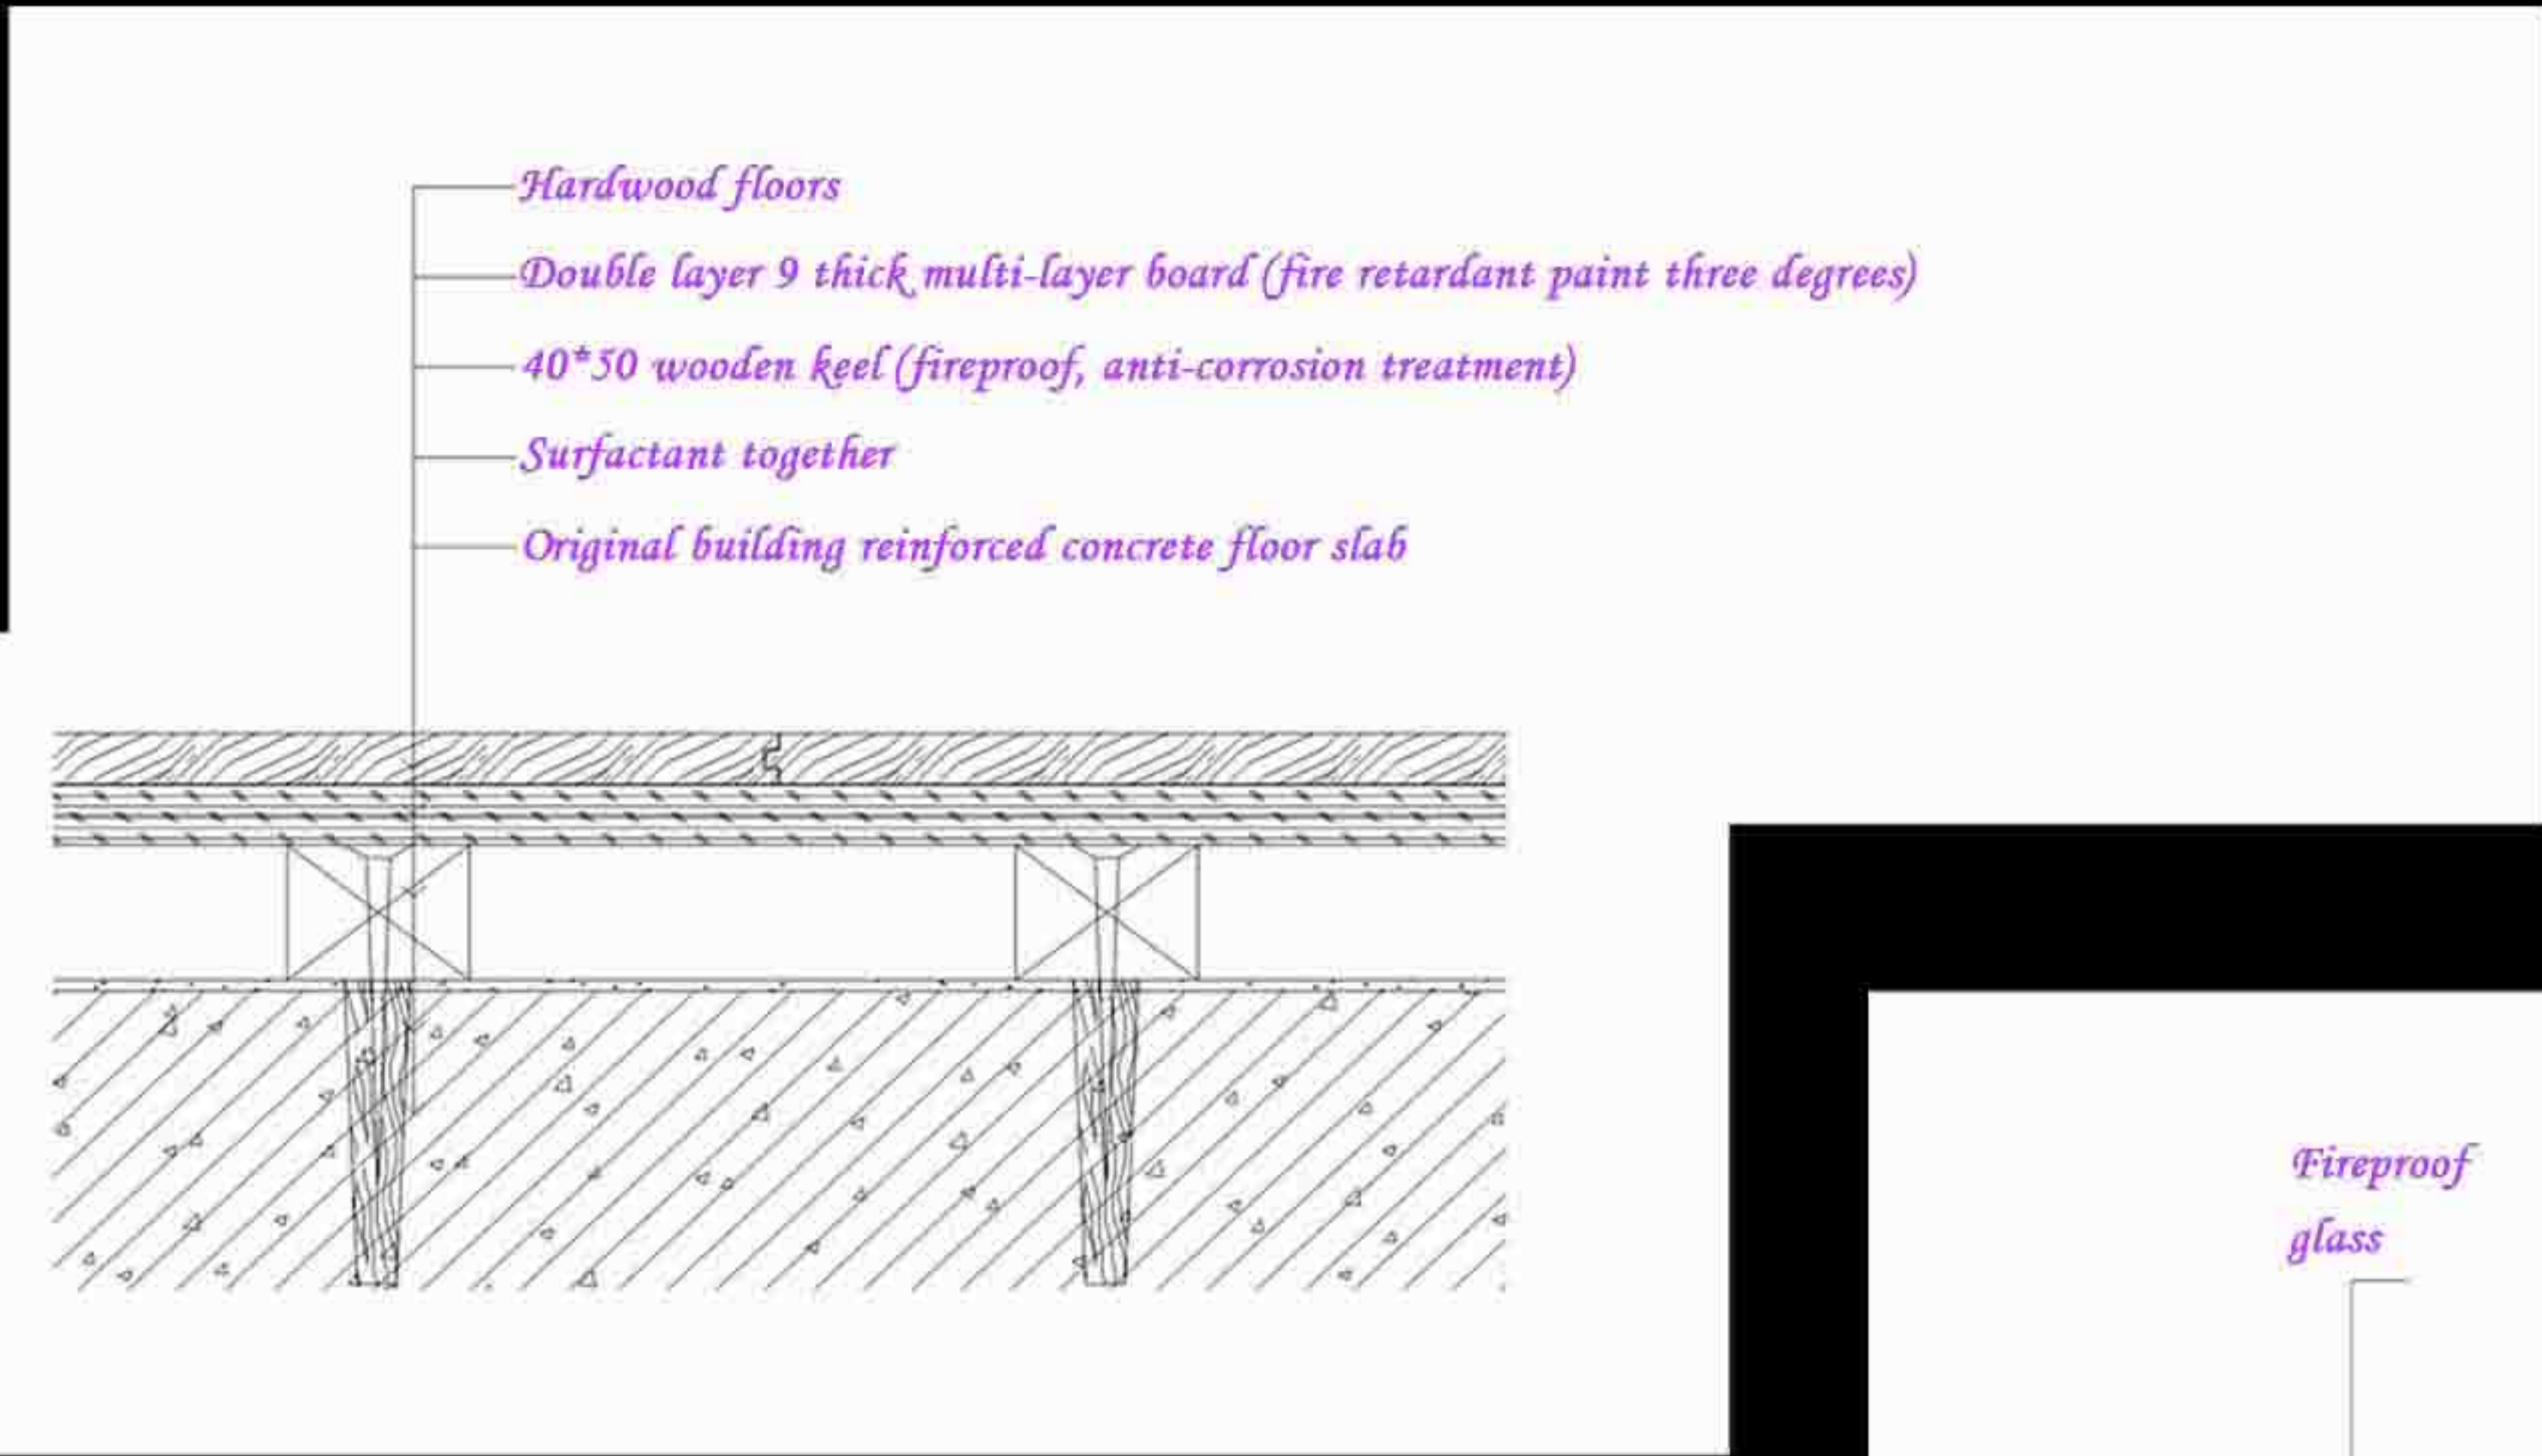 Hardwood floors
Double layer 9 thick multi-layer board (fire retardant paint three degrees)
40*50 wooden keel (fireproof, anti-corrosion treatment)
Surfactant together
Original building reinforced concrete floor slab
Fireproof
glass